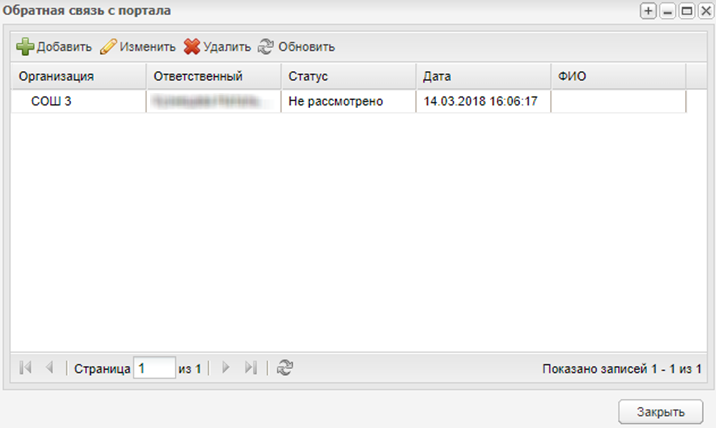 Обратная связь с портала
Добавить Изменить Удалить Обновить
Организация Ответственный Статус Дата ФИО
СОШ 3 Не рассмотрено 14.03.2018 16:06:17
Страница 1 из 1 Показано записей 1 - 1 из 1
Закрыть